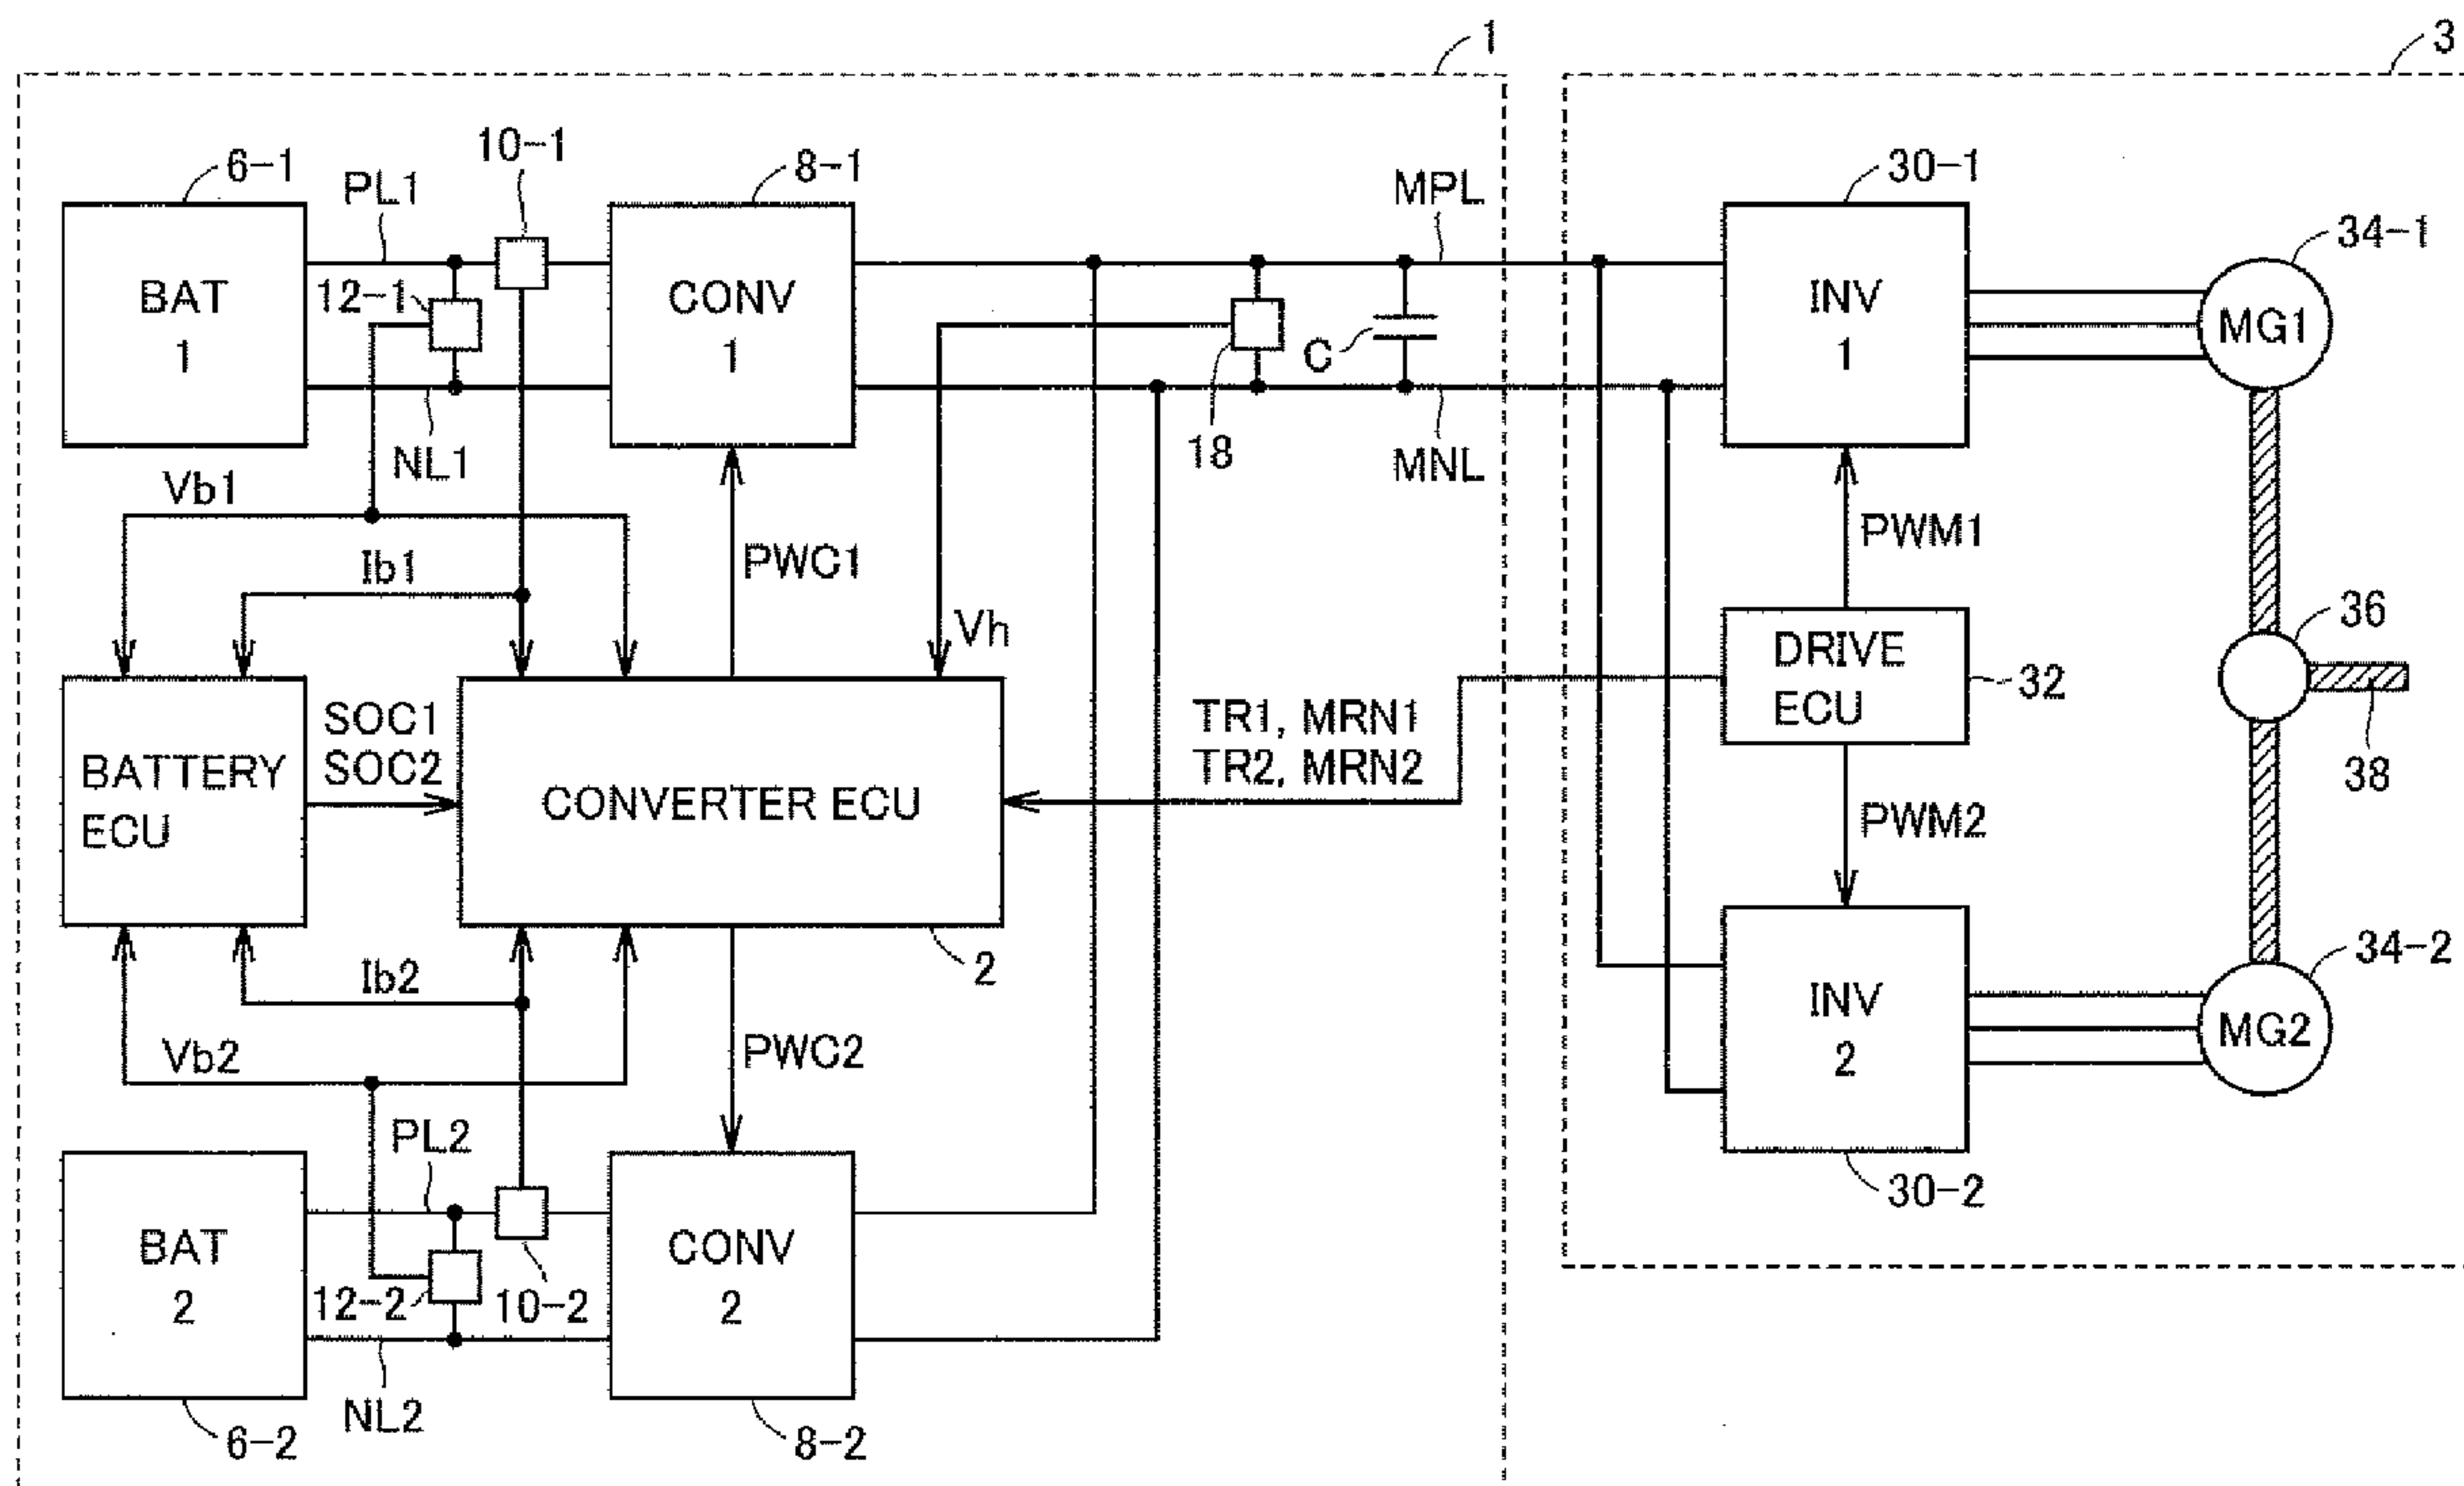 1
3
10-1
6-1
PL1
8-1
MPL
30-1
34-1
BAT
1
12-1
CONV
1
C
18
INV
1
MG1
NL1
MNL
Vb1
Ib1
PWC1
Vh
PWM1
36
DRIVE
ECU
32
38
SOC1
SOC2
TR1, MRN1
TR2, MRN2
BATTERY
ECU
CONVERTER ECU
PWM2
2
Ib2
Vb2
PWC2
34-2
INV
2
MG2
PL2
30-2
BAT
2
12-2
10-2
CONV
2
NL2
6-2
8-2